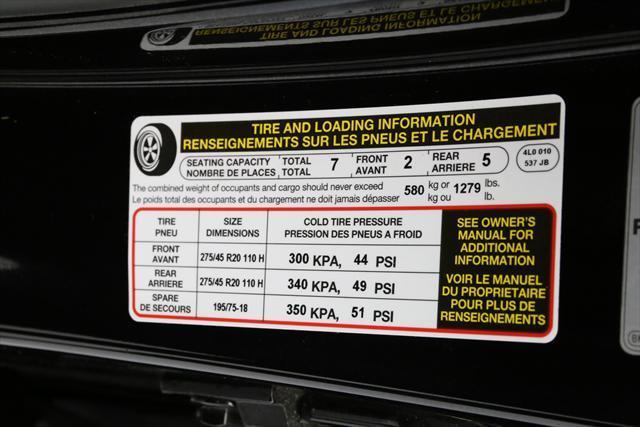 TIRE AND LOADING INFORMATION
RENSEIGNEMENTS SUR LES PNEUS ET LE CHARGEMENT
SEATING CAPACITY TOTAL 7 FRONT 2 REAR 5
NOMBRE DE PLACES TOTAL AVANT ARRIERE
4L0 010
537 JB
The combined weight of occupants and cargo should never exceed 580 kg or 1279 lbs.
Le poids total des occupants et du chargement ne doit jamais dépasser kg ou lb.
TIRE SIZE COLD TIRE PRESSURE
PNEU DIMENSIONS PRESSION DES PNEUS A FROID
FRONT
AVANT
275/45 R20 110 H 300 KPA, 44 PSI
REAR
ARRIERE
275/45 R20 110 H 340 KPA, 49 PSI
SPARE
DE SECOURS
195/75-18 350 KPA, 51 PSI
SEE OWNER'S
MANUAL FOR
ADDITIONAL
INFORMATION
VOIR LE MANUEL
DU PROPRIETAIRE
POUR PLUS DE
RENSEIGNEMENTS